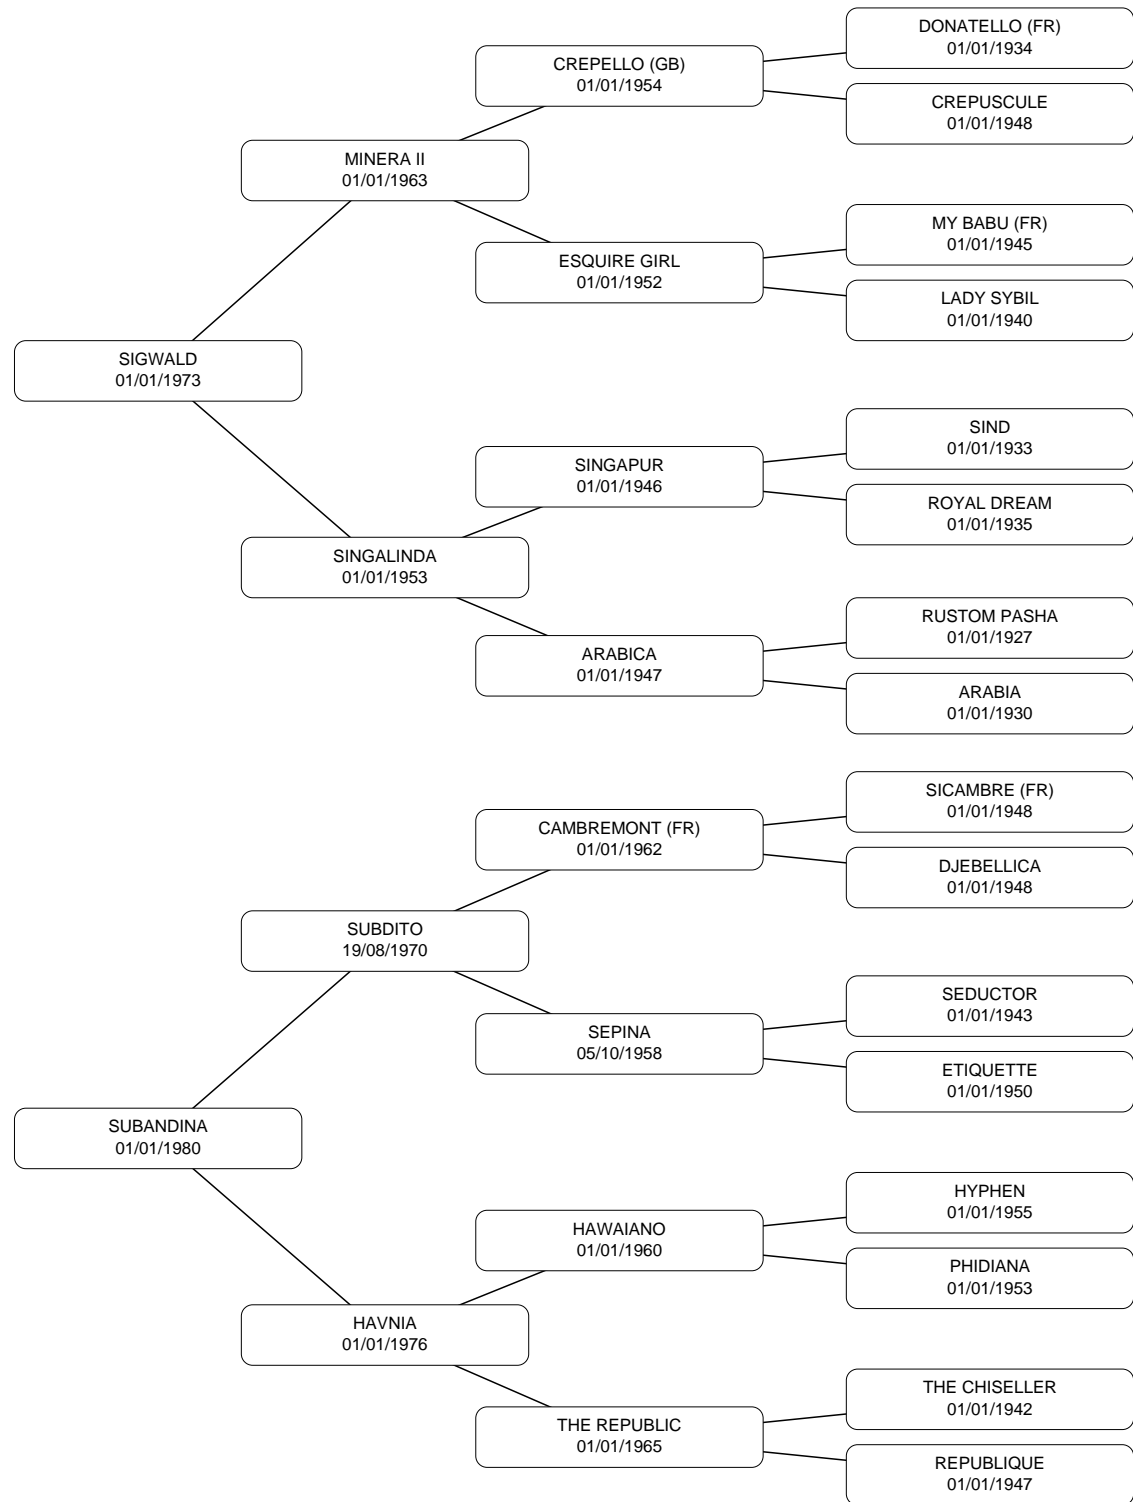 DONATELLO (FR)
01/01/1934
CREPELLO (GB)
01/01/1954
CREPUSCULE
01/01/1948
MINERA II
01/01/1963
MY BABU (FR)
01/01/1945
ESQUIRE GIRL
01/01/1952
LADY SYBIL
01/01/1940
SIGWALD
01/01/1973
SIND
01/01/1933
SINGAPUR
01/01/1946
ROYAL DREAM
01/01/1935
SINGALINDA
01/01/1953
RUSTOM PASHA
01/01/1927
ARABICA
01/01/1947
ARABIA
01/01/1930
SICAMBRE (FR)
01/01/1948
CAMBREMONT (FR)
01/01/1962
DJEBELLICA
01/01/1948
SUBDITO
19/08/1970
SEDUCTOR
01/01/1943
SEPINA
05/10/1958
ETIQUETTE
01/01/1950
SUBANDINA
01/01/1980
HYPHEN
01/01/1955
HAWAIANO
01/01/1960
PHIDIANA
01/01/1953
HAVNIA
01/01/1976
THE CHISELLER
01/01/1942
THE REPUBLIC
01/01/1965
REPUBLIQUE
01/01/1947